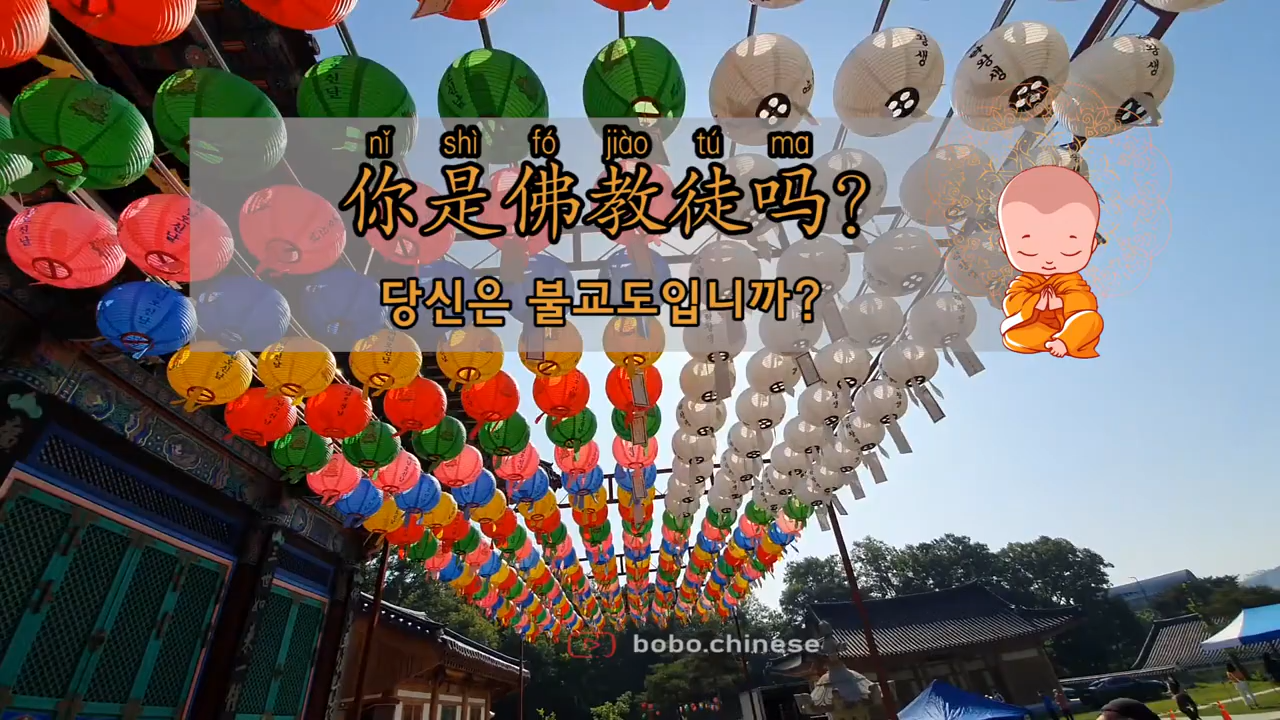 nǐ shì fó jiào tú ma
你是佛教徒吗?
당신은 불교도입니까?
bobo.chinese